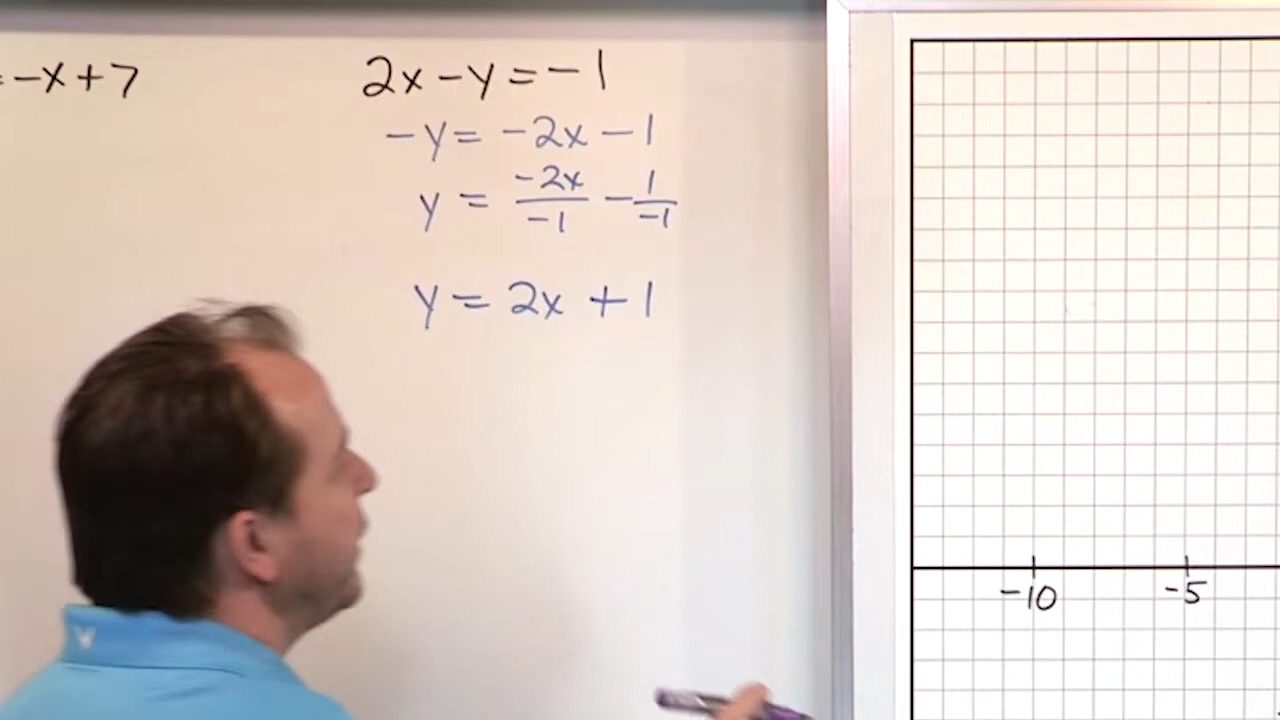 =-x+7
2x-y=-1
-y=-2x-1
y = -2x/-1 - 1/-1
y = 2x + 1
-10 -5